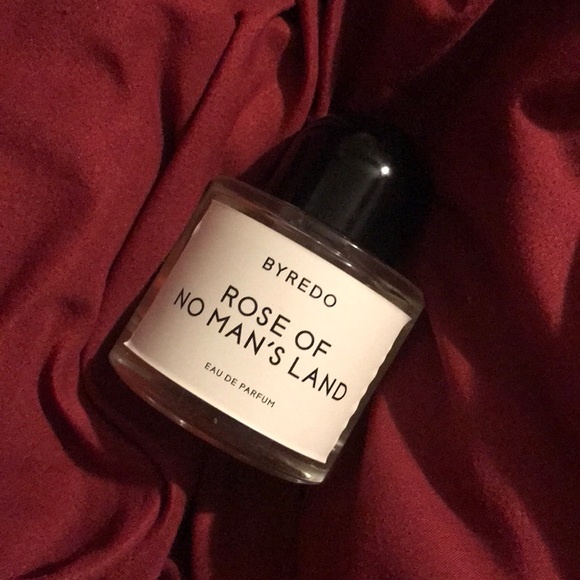 BYREDO
ROSE OF
NO MAN'S LAND
EAU DE PARFUM